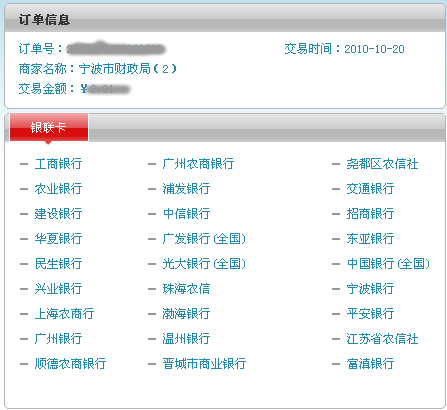 订单信息
订单号： 交易时间：2010-10-20
商家名称：宁波市财政局（2）
交易金额：￥
银联卡
工商银行 广州农商银行 尧都区农信社
农业银行 浦发银行 交通银行
建设银行 中信银行 招商银行
华夏银行 广发银行(全国) 东亚银行
民生银行 光大银行(全国) 中国银行(全国)
兴业银行 珠海农信 宁波银行
上海农商行 渤海银行 平安银行
广州银行 温州银行 江苏省农信社
顺德农商银行 晋城市商业银行 富滇银行